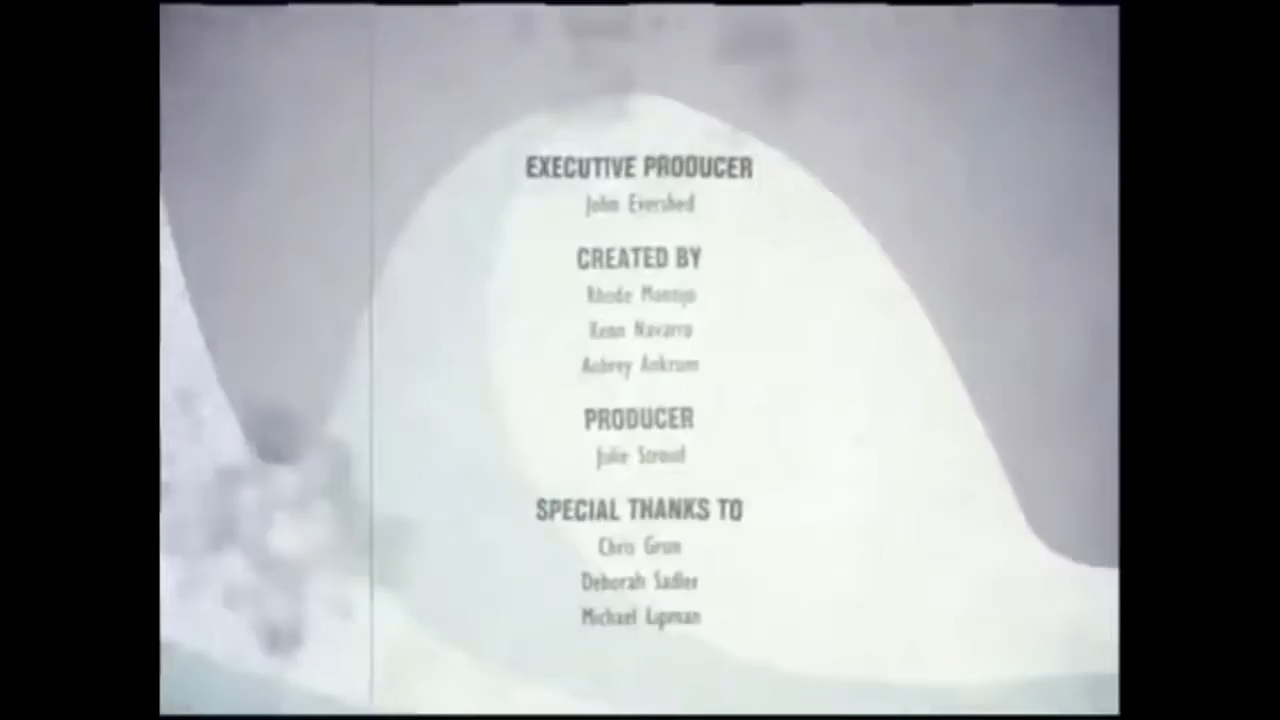 EXECUTIVE PRODUCER
John Evershed
CREATED BY
Rhode Montijo
Kenn Navarro
Aubrey Ankrum
PRODUCER
Julie Stroud
SPECIAL THANKS TO
Chris Grun
Deborah Sadler
Michael Lipman